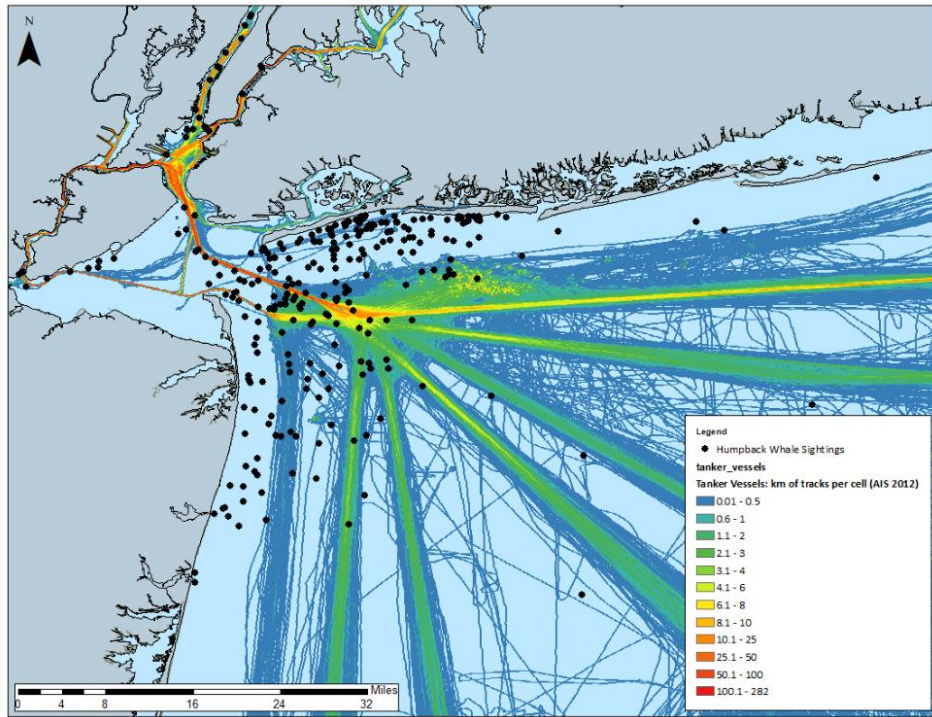 N
Legend
Humpback Whale Sightings
tanker_vessels
Tanker Vessels: km of tracks per cell (AIS 2012)
0.01 - 0.5
0.6 - 1
1.1 - 2
2.1 - 3
3.1 - 4
4.1 - 6
6.1 - 8
8.1 - 10
10.1 - 25
25.1 - 50
50.1 - 100
100.1 - 282
Miles
0 4 8 16 24 32